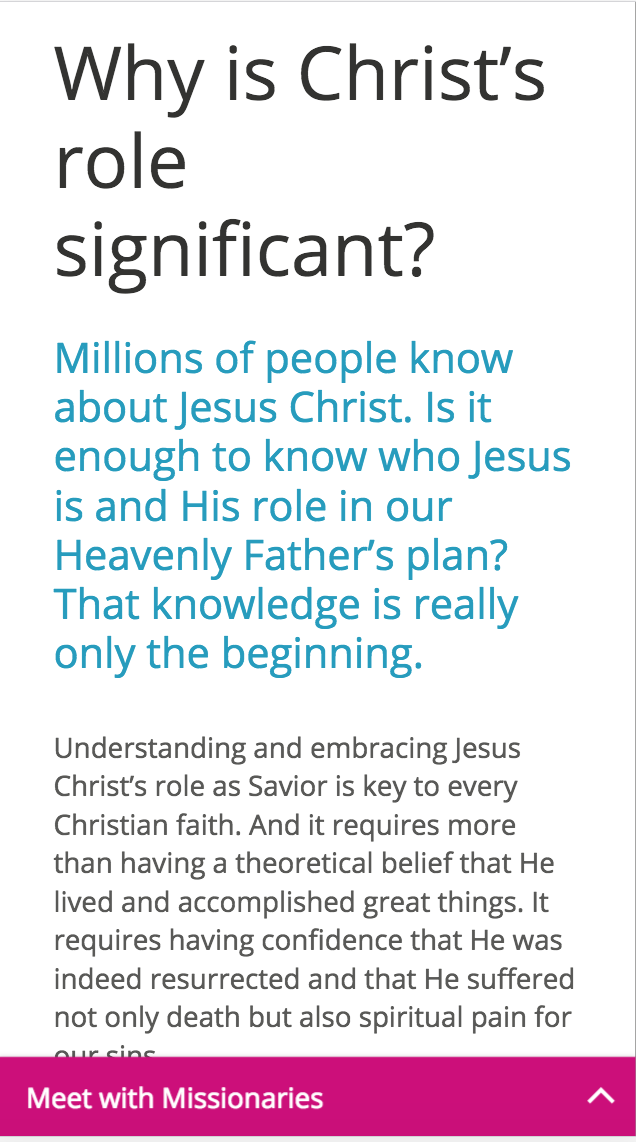 Why is Christ’s
role
significant?
Millions of people know
about Jesus Christ. Is it
enough to know who Jesus
is and His role in our
Heavenly Father’s plan?
That knowledge is really
only the beginning.
Understanding and embracing Jesus
Christ’s role as Savior is key to every
Christian faith. And it requires more
than having a theoretical belief that He
lived and accomplished great things. It
requires having confidence that He was
indeed resurrected and that He suffered
not only death but also spiritual pain for
our sins.
Meet with Missionaries